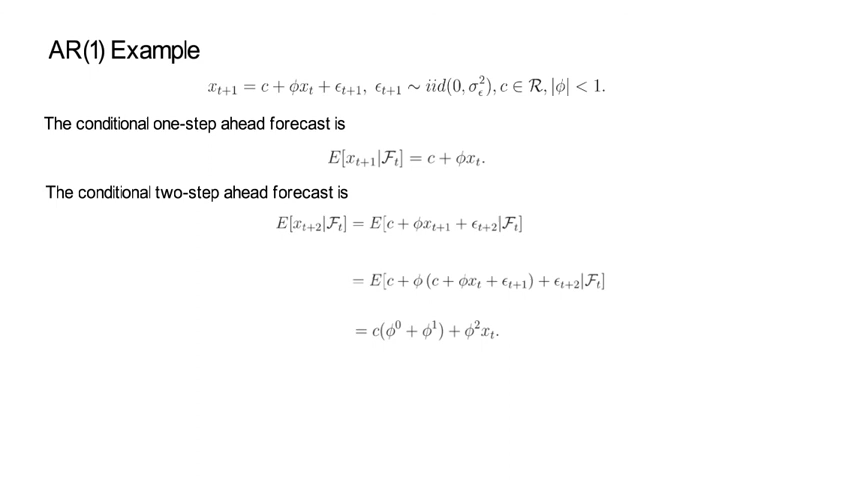 AR(1) Example
$x_{t+1} = c + \phi x_t + \epsilon_{t+1}, \ \epsilon_{t+1} \sim iid(0, \sigma_\epsilon^2), c \in \mathcal{R}, |\phi| < 1.$
The conditional one-step ahead forecast is
$E[x_{t+1}|\mathcal{F}_t] = c + \phi x_t.$
The conditional two-step ahead forecast is
$E[x_{t+2}|\mathcal{F}_t] = E[c + \phi x_{t+1} + \epsilon_{t+2}|\mathcal{F}_t]$
$= E[c + \phi (c + \phi x_t + \epsilon_{t+1}) + \epsilon_{t+2}|\mathcal{F}_t]$
$= c(\phi^0 + \phi^1) + \phi^2 x_t.$